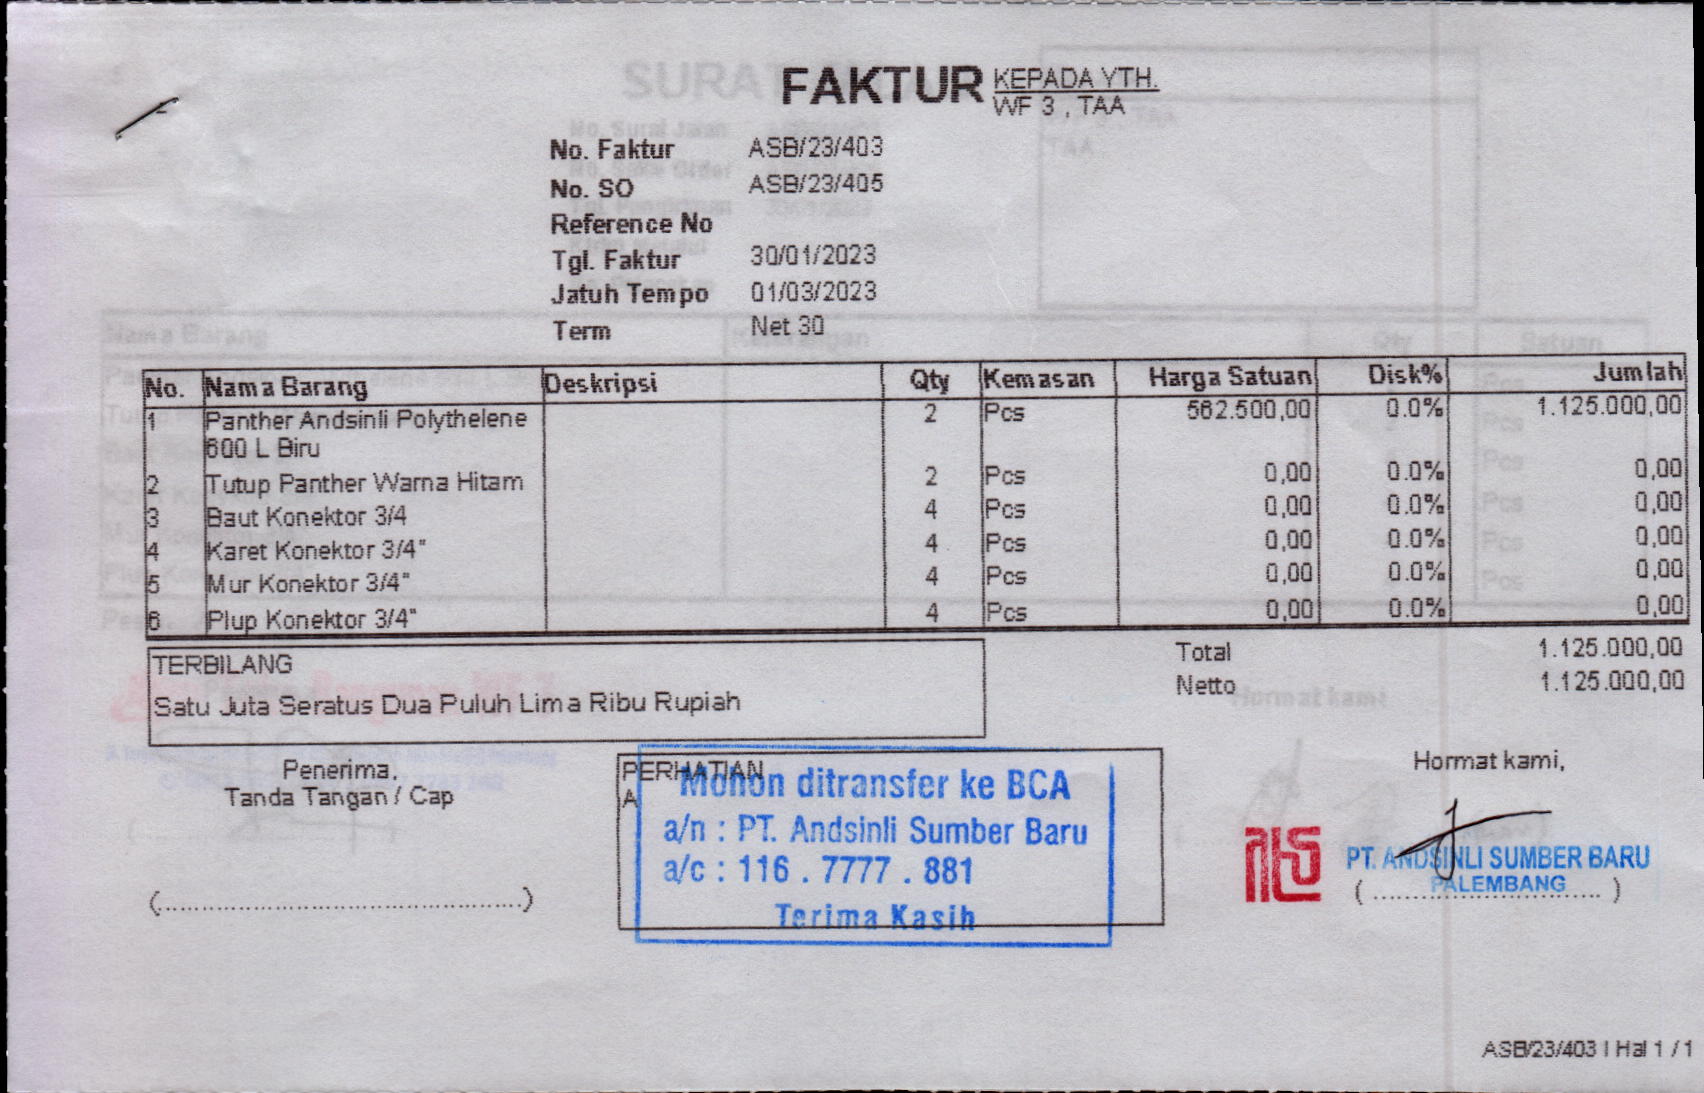 FAKTUR
KEPADA YTH.
WF 3 , TAA
No. Faktur ASB/23/403
No. SO ASB/23/405
Reference No
Tgl. Faktur 30/01/2023
Jatuh Tempo 01/03/2023
Term Net 30
No. Nama Barang Deskripsi Qty Kemasan Harga Satuan Disk% Jumlah
1 Panther Andsinli Polythelene 2 Pcs 562.500,00 0.0% 1.125.000,00
600 L Biru
2 Tutup Panther Warna Hitam 2 Pcs 0,00 0.0% 0,00
3 Baut Konektor 3/4 4 Pcs 0,00 0.0% 0,00
4 Karet Konektor 3/4" 4 Pcs 0,00 0.0% 0,00
5 Mur Konektor 3/4" 4 Pcs 0,00 0.0% 0,00
6 Plup Konektor 3/4" 4 Pcs 0,00 0.0% 0,00
TERBILANG
Satu Juta Seratus Dua Puluh Lima Ribu Rupiah
Total 1.125.000,00
Netto 1.125.000,00
Penerima,
Tanda Tangan / Cap
(........................................................)
PERHATIAN
A
Mohon ditransfer ke BCA
a/n : PT. Andsinli Sumber Baru
a/c : 116 . 7777 . 881
Terima Kasih
Hormat kami,
PT. ANDSINLI SUMBER BARU
PALEMBANG
(....................................)
ASB/23/403 | Hal 1 / 1